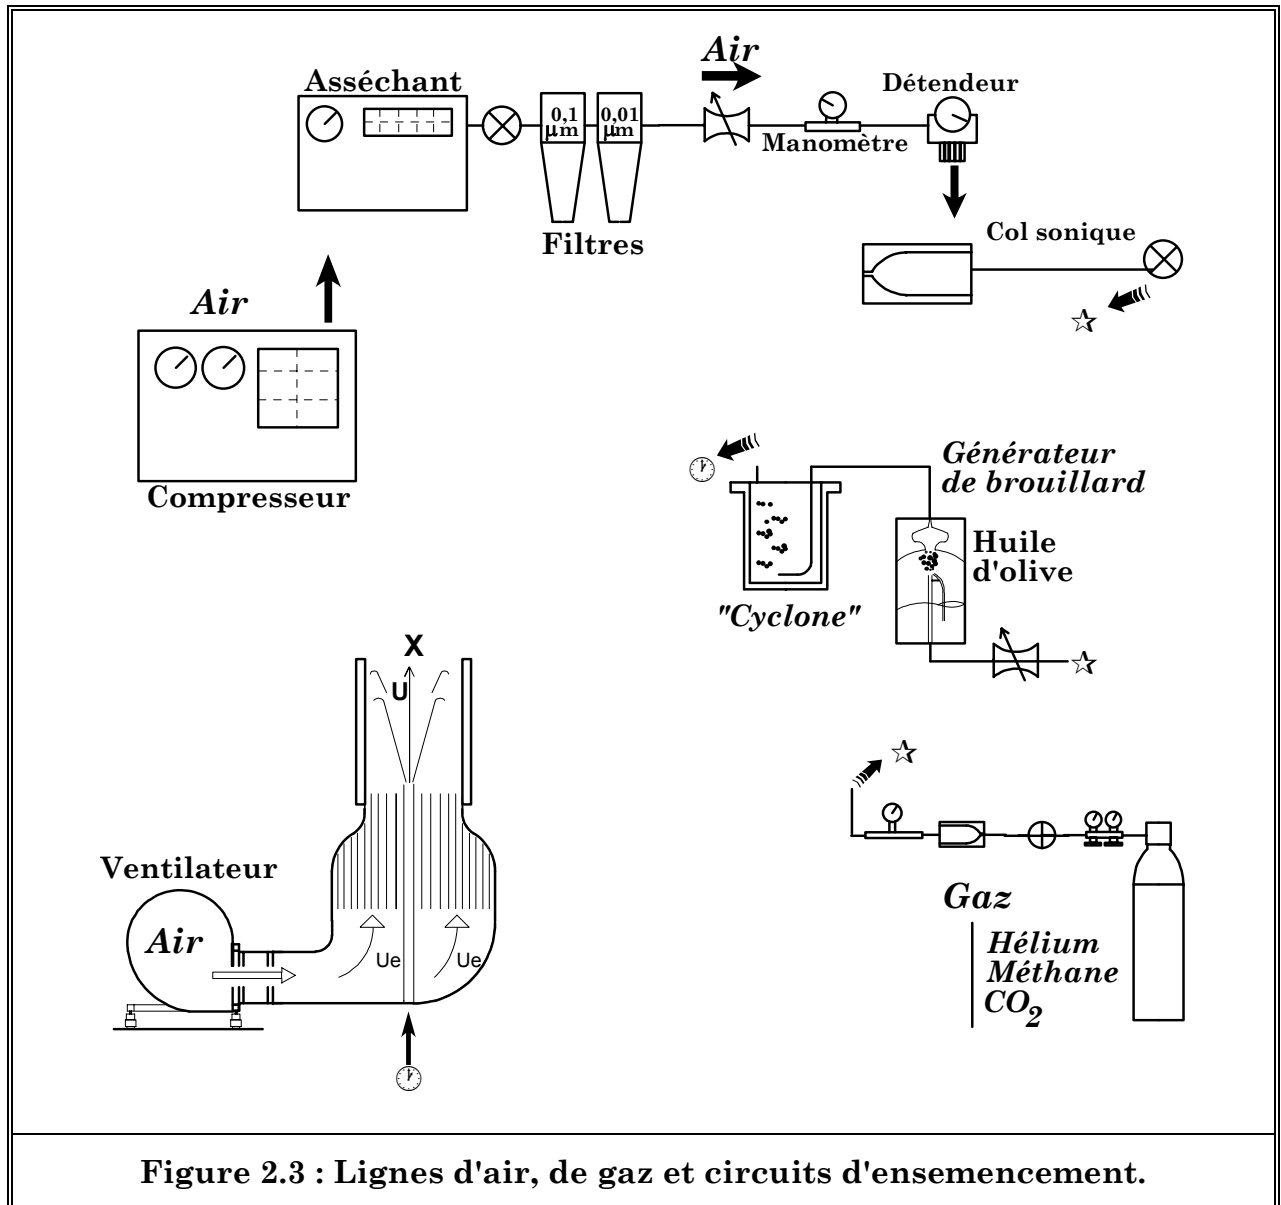 Air
Asséchant
Détendeur
0,1
µm
0,01
µm
Manomètre
Filtres
Col sonique
Air
Compresseur
Générateur
de brouillard
Huile
d'olive
"Cyclone"
X
U
Ventilateur
Air
Ue
Ue
Gaz
Hélium
Méthane
CO2
Figure 2.3 : Lignes d'air, de gaz et circuits d'ensemencement.